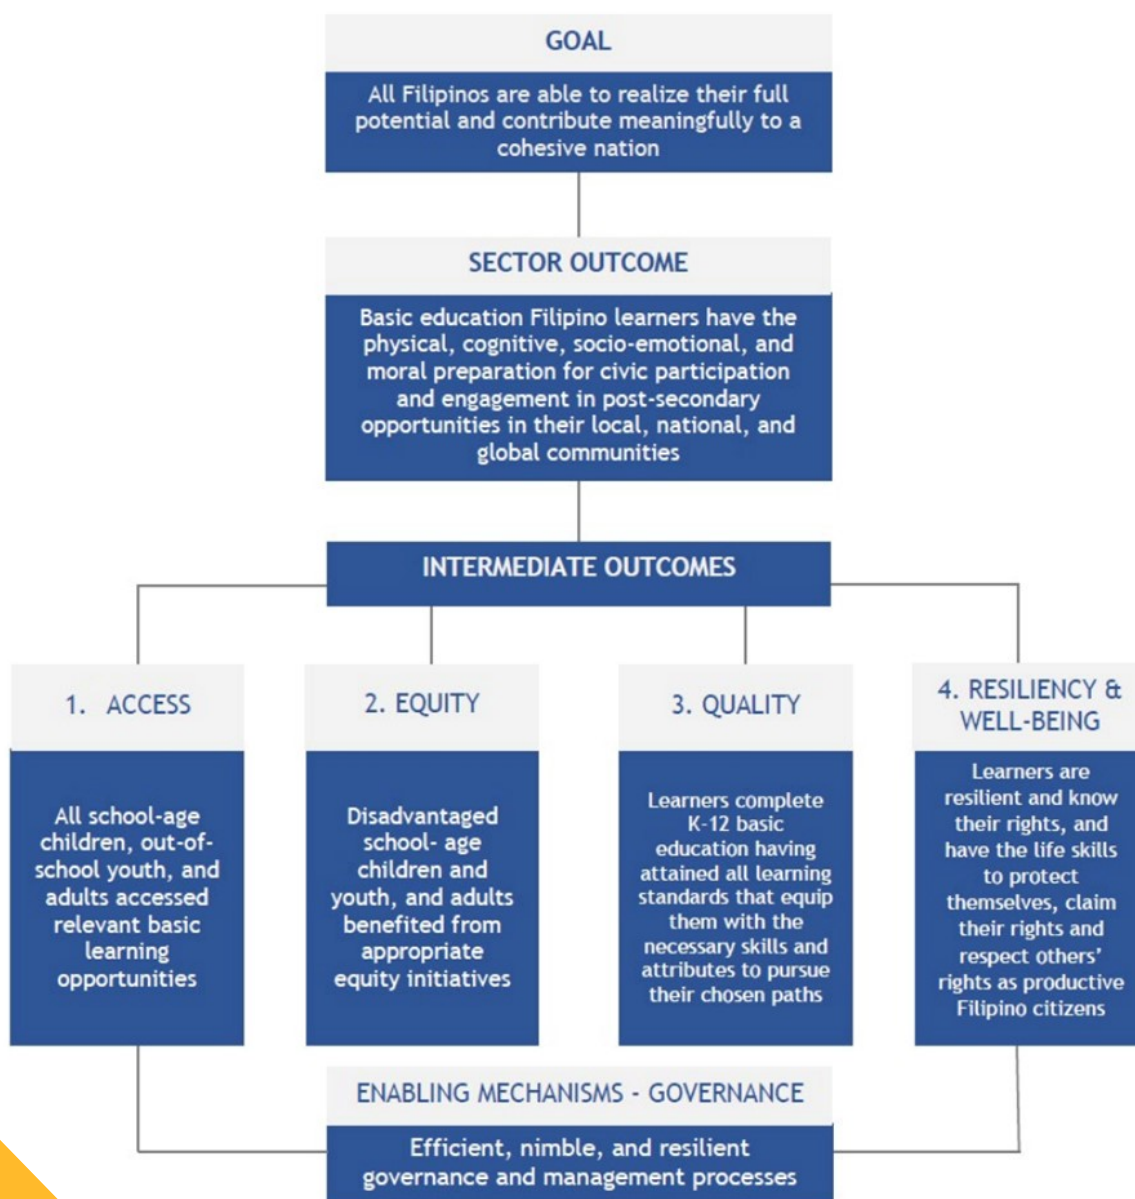 GOAL
All Filipinos are able to realize their full
potential and contribute meaningfully to a
cohesive nation
SECTOR OUTCOME
Basic education Filipino learners have the
physical, cognitive, socio-emotional, and
moral preparation for civic participation
and engagement in post-secondary
opportunities in their local, national, and
global communities
INTERMEDIATE OUTCOMES
1. ACCESS
All school-age
children, out-of-
school youth, and
adults accessed
relevant basic
learning
opportunities
2. EQUITY
Disadvantaged
school- age
children and
youth, and adults
benefited from
appropriate
equity initiatives
3. QUALITY
Learners complete
K-12 basic
education having
attained all learning
standards that equip
them with the
necessary skills and
attributes to pursue
their chosen paths
4. RESILIENCY &
WELL-BEING
Learners are
resilient and know
their rights, and
have the life skills
to protect
themselves, claim
their rights and
respect others’
rights as productive
Filipino citizens
ENABLING MECHANISMS - GOVERNANCE
Efficient, nimble, and resilient
governance and management processes